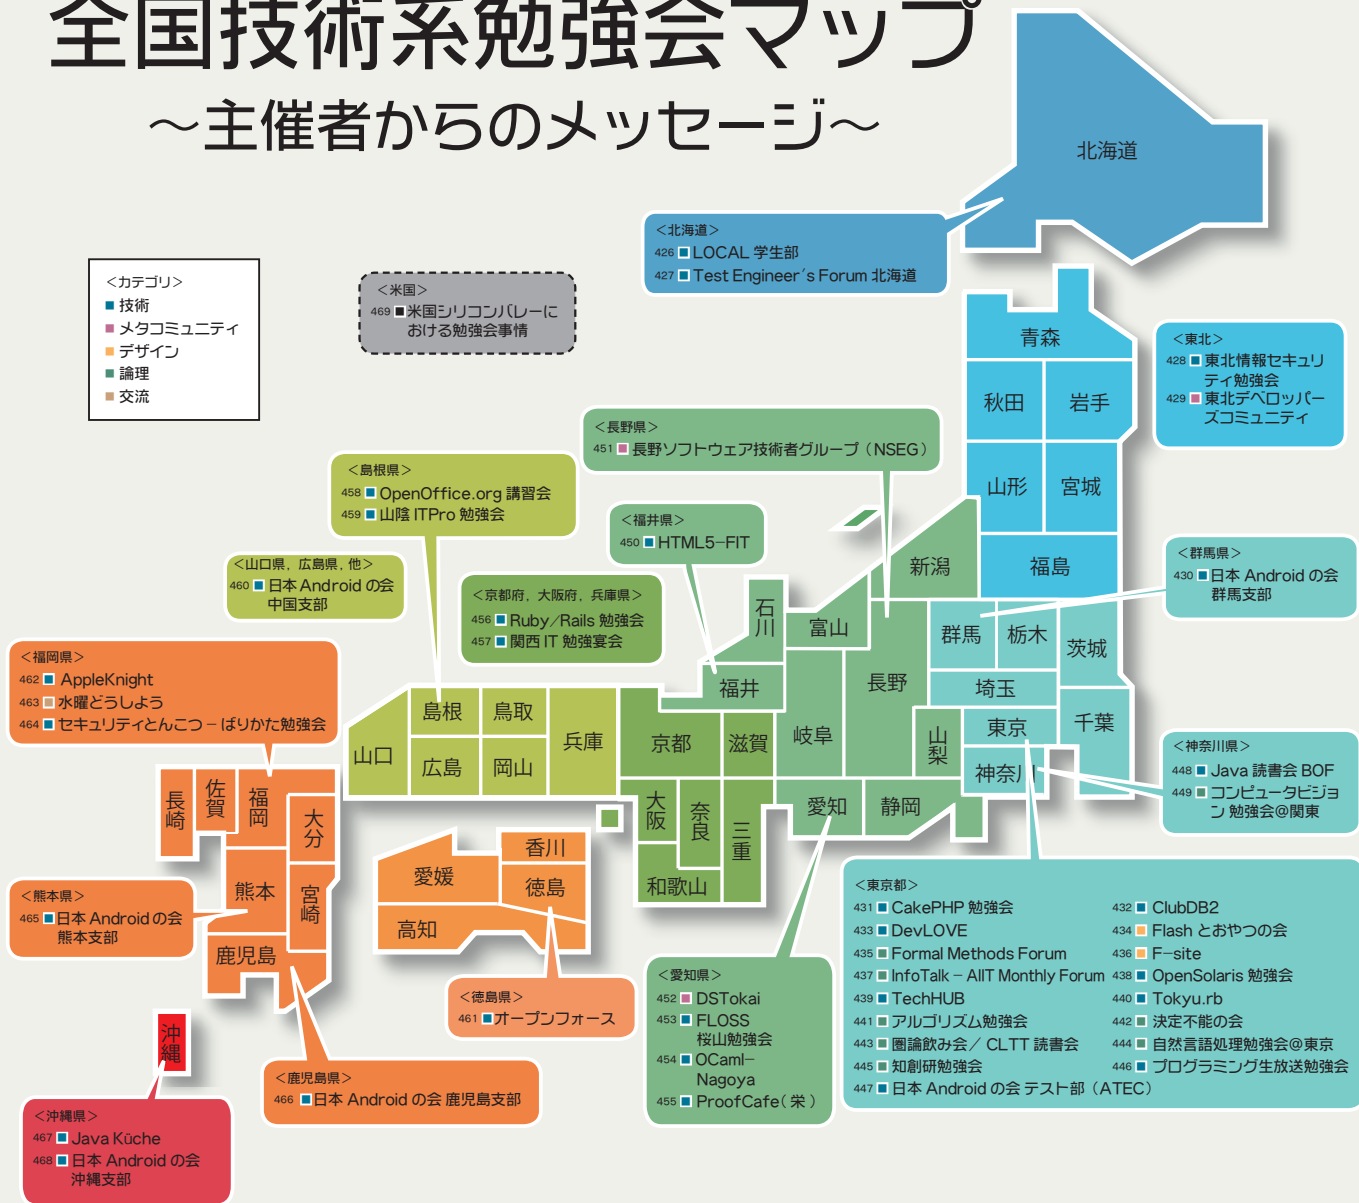 全国技術系勉強会マップ
〜主催者からのメッセージ〜
北海道
<北海道>
426 LOCAL 学生部
427 Test Engineer's Forum 北海道
<カテゴリ>
技術
メタコミュニティ
デザイン
論理
交流
<米国>
469 米国シリコンバレーに
おける勉強会事情
青森
秋田
岩手
山形
宮城
福島
<東北>
428 東北情報セキュリ
ティ勉強会
429 東北デベロッパー
ズコミュニティ
<長野県>
451 長野ソフトウェア技術者グループ（NSEG）
<島根県>
458 OpenOffice.org 講習会
459 山陰 ITPro 勉強会
<福井県>
450 HTML5-FIT
<山口県，広島県，他>
460 日本 Android の会
中国支部
<京都府，大阪府，兵庫県>
456 Ruby／Rails 勉強会
457 関西 IT 勉強宴会
<群馬県>
430 日本 Android の会
群馬支部
新潟
石川
富山
福井
長野
岐阜
山梨
愛知
静岡
群馬
栃木
茨城
埼玉
東京
千葉
神奈川
<福岡県>
462 AppleKnight
463 水曜どうしよう
464 セキュリティとんこつ – ばりかた勉強会
島根
鳥取
山口
広島
岡山
兵庫
京都
滋賀
大阪
奈良
三重
和歌山
<神奈川県>
448 Java 読書会 BOF
449 コンピュータビジョ
ン 勉強会@関東
長崎
佐賀
福岡
大分
熊本
宮崎
鹿児島
沖縄
愛媛
香川
徳島
高知
<熊本県>
465 日本 Android の会
熊本支部
<徳島県>
461 オープンフォース
<鹿児島県>
466 日本 Android の会 鹿児島支部
<沖縄県>
467 Java Küche
468 日本 Android の会
沖縄支部
<愛知県>
452 DSTokai
453 FLOSS
桜山勉強会
454 OCaml-
Nagoya
455 ProofCafe（栄）
<東京都>
431 CakePHP 勉強会
432 ClubDB2
433 DevLOVE
434 Flash とおやつの会
435 Formal Methods Forum
436 F-site
437 InfoTalk – AIIT Monthly Forum
438 OpenSolaris 勉強会
439 TechHUB
440 Tokyu.rb
441 アルゴリズム勉強会
442 決定不能の会
443 圏論飲み会／ CLTT 読書会
444 自然言語処理勉強会@東京
445 知創研勉強会
446 プログラミング生放送勉強会
447 日本 Android の会 テスト部（ATEC）